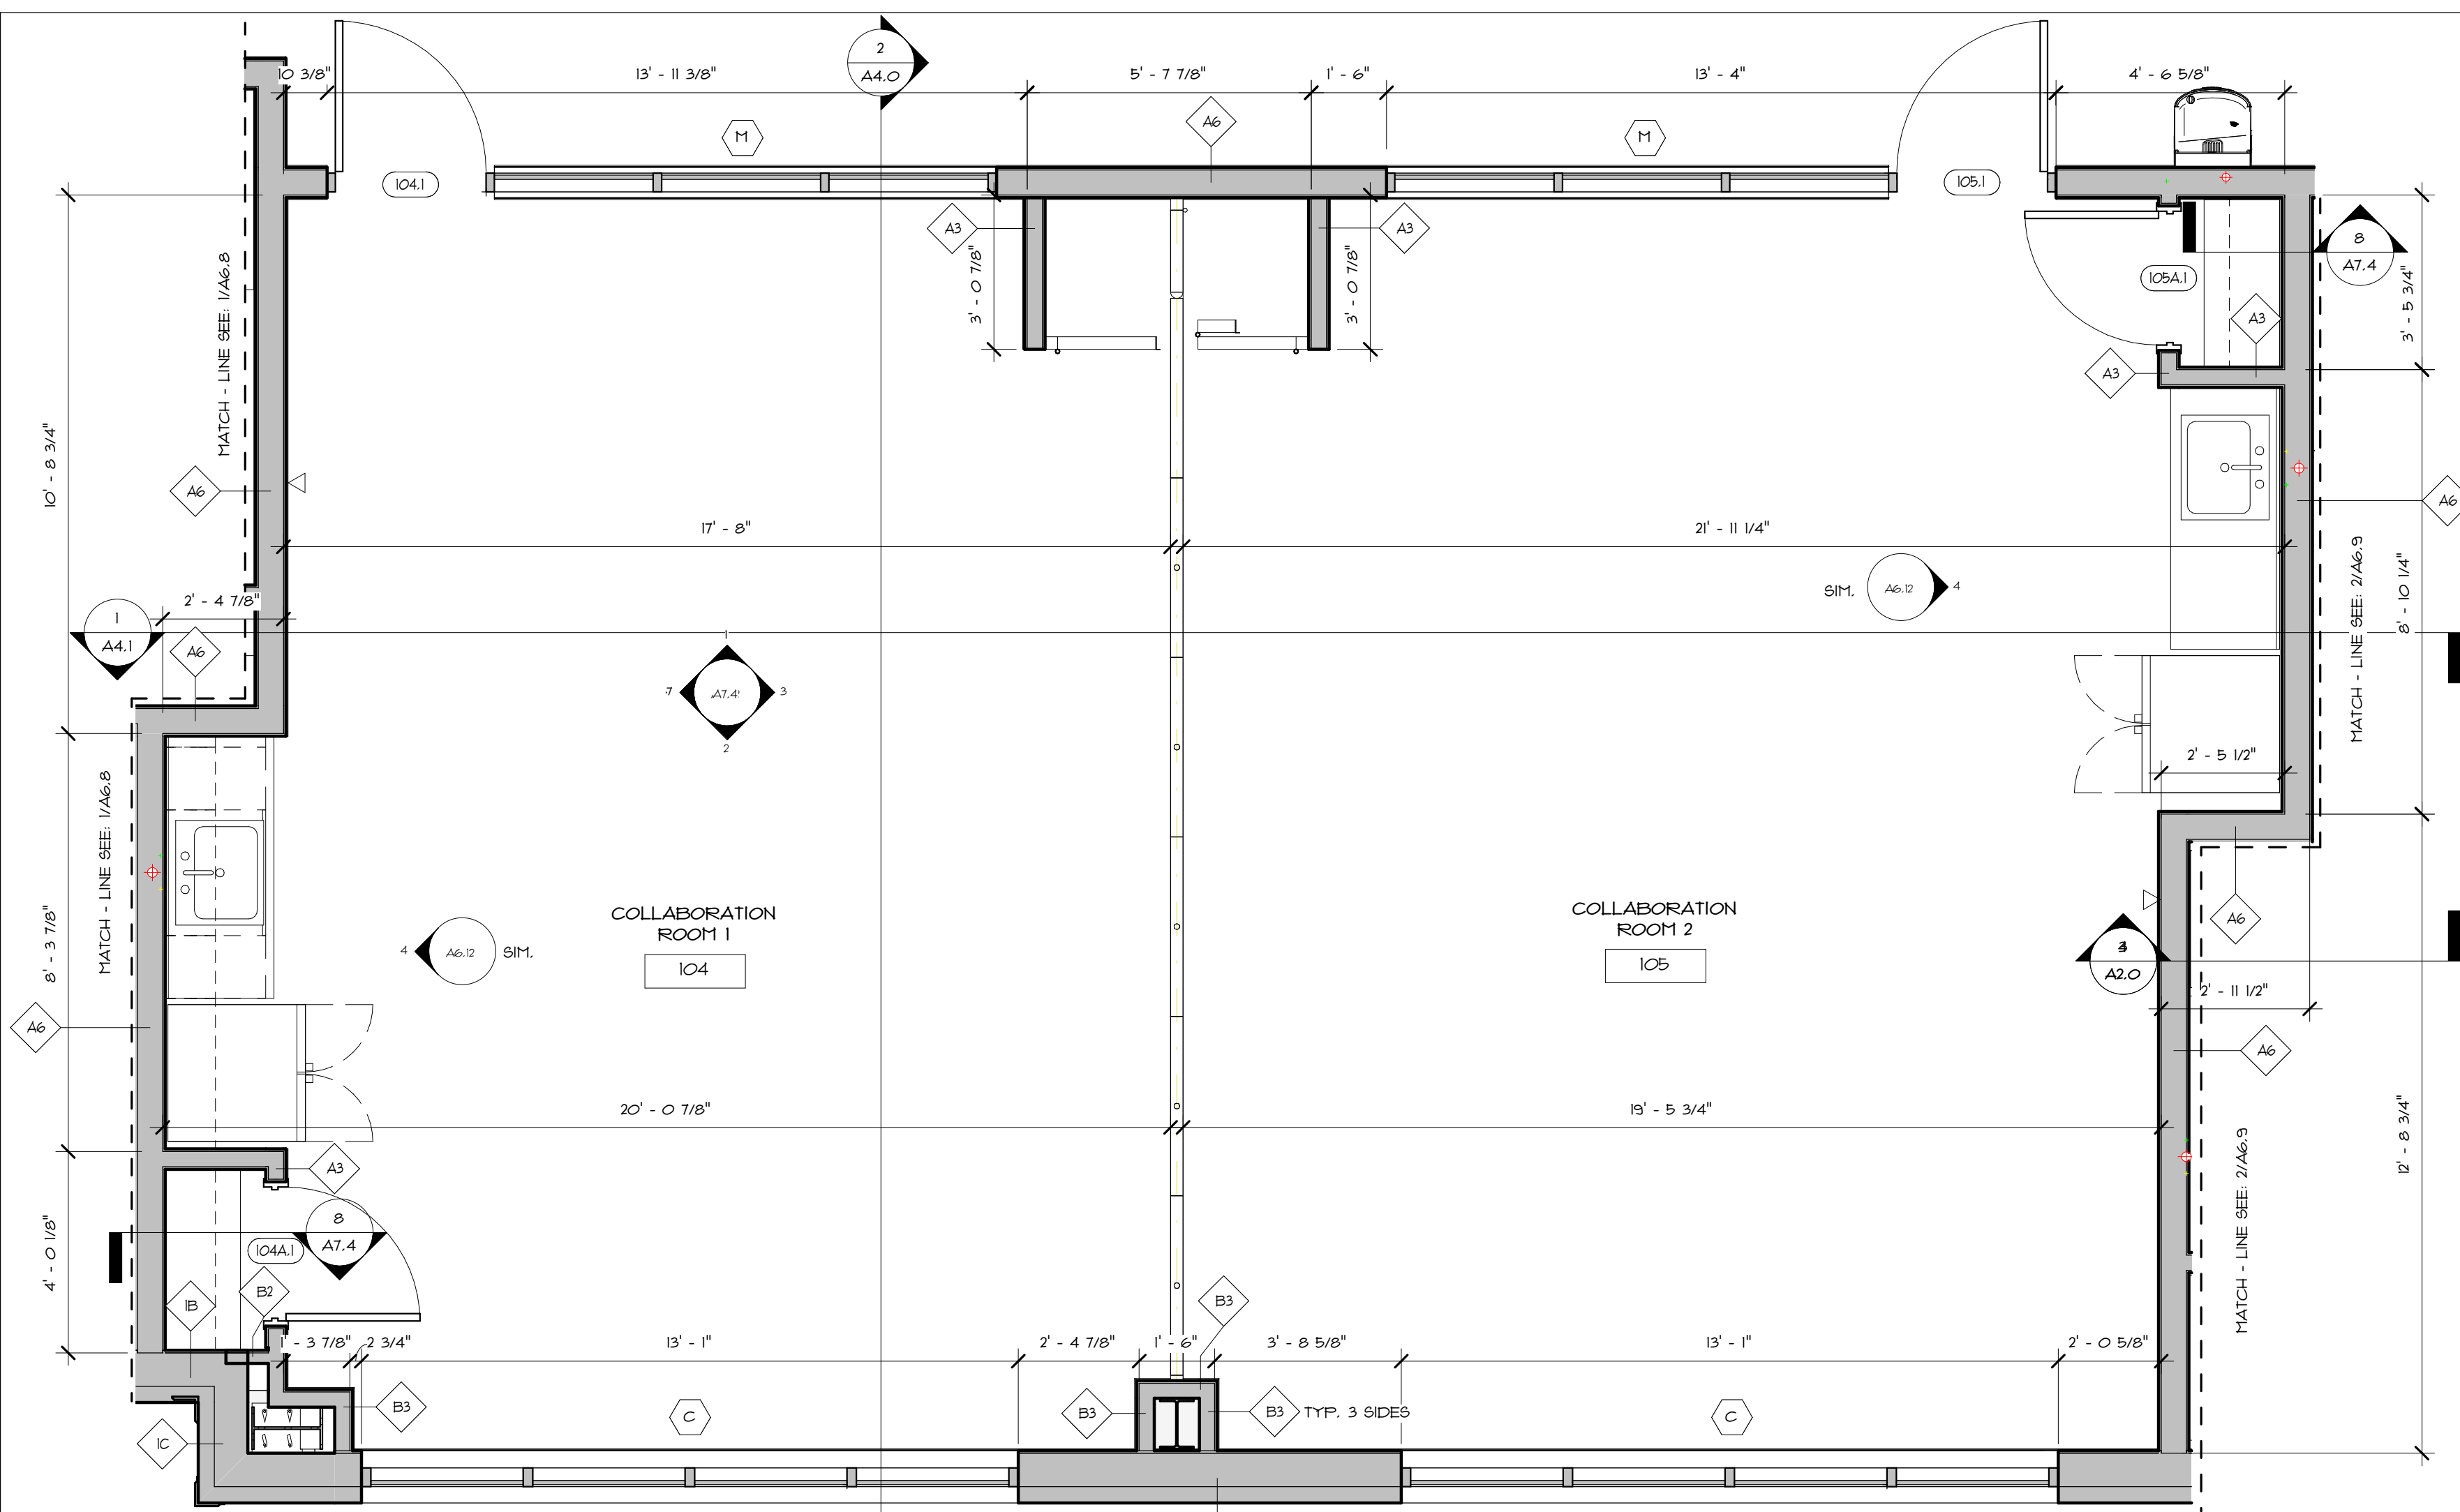 2
A4.0
10 3/8"
13' - 11 3/8"
5' - 7 7/8"
1' - 6"
13' - 4"
4' - 6 5/8"
M
A6
M
104.1
105.1
A3
A3
8
A7.4
3' - 0 7/8"
3' - 0 7/8"
105A.1
3' - 5 3/4"
MATCH - LINE SEE: 1/A6.8
A3
A3
10' - 8 3/4"
A6
A6
17' - 8"
21' - 11 1/4"
MATCH - LINE SEE: 2/A6.9
8' - 10 1/4"
SIM.
A6.12
4
2' - 4 7/8"
1
A4.1
A6
1
7
A7.4
3
2
2' - 5 1/2"
MATCH - LINE SEE: 1/A6.8
8' - 3 7/8"
COLLABORATION
ROOM 1
104
COLLABORATION
ROOM 2
105
4
A6.12
SIM.
A6
A2.0
2' - 11 1/2"
A6
A6
20' - 0 7/8"
19' - 5 3/4"
12' - 8 3/4"
MATCH - LINE SEE: 2/A6.9
A3
8
A7.4
104A.1
4' - 0 1/8"
1B
B2
B3
1' - 3 7/8"
2 3/4"
13' - 1"
2' - 4 7/8"
1' - 6"
3' - 8 5/8"
13' - 1"
2' - 0 5/8"
B3
C
B3
B3
TYP. 3 SIDES
C
1C